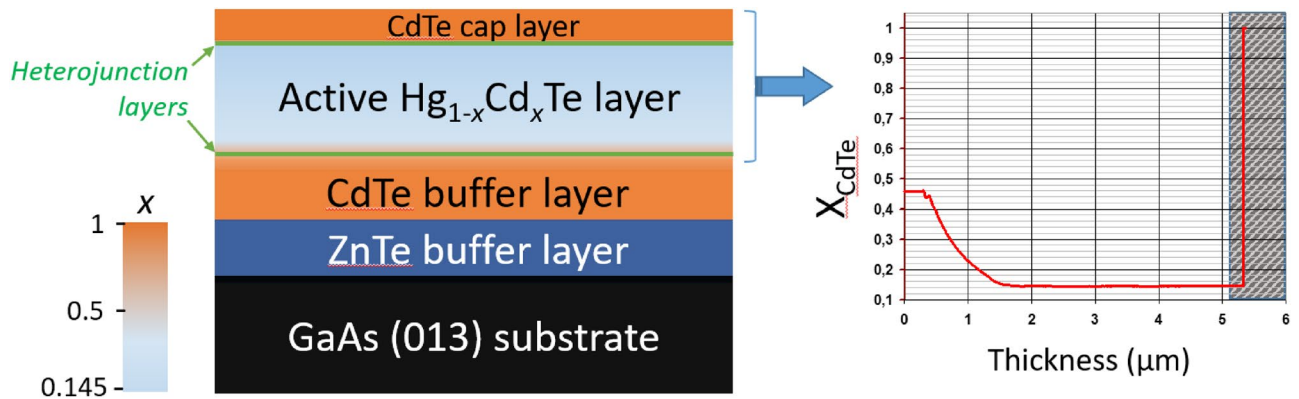 CdTe cap layer
Heterojunction
layers
Active Hg1-xCdxTe layer
CdTe buffer layer
ZnTe buffer layer
GaAs (013) substrate
x
1
0.5
0.145
XCdTe
1
0,9
0,8
0,7
0,6
0,5
0,4
0,3
0,2
0,1
0
1
2
3
4
5
6
Thickness (µm)